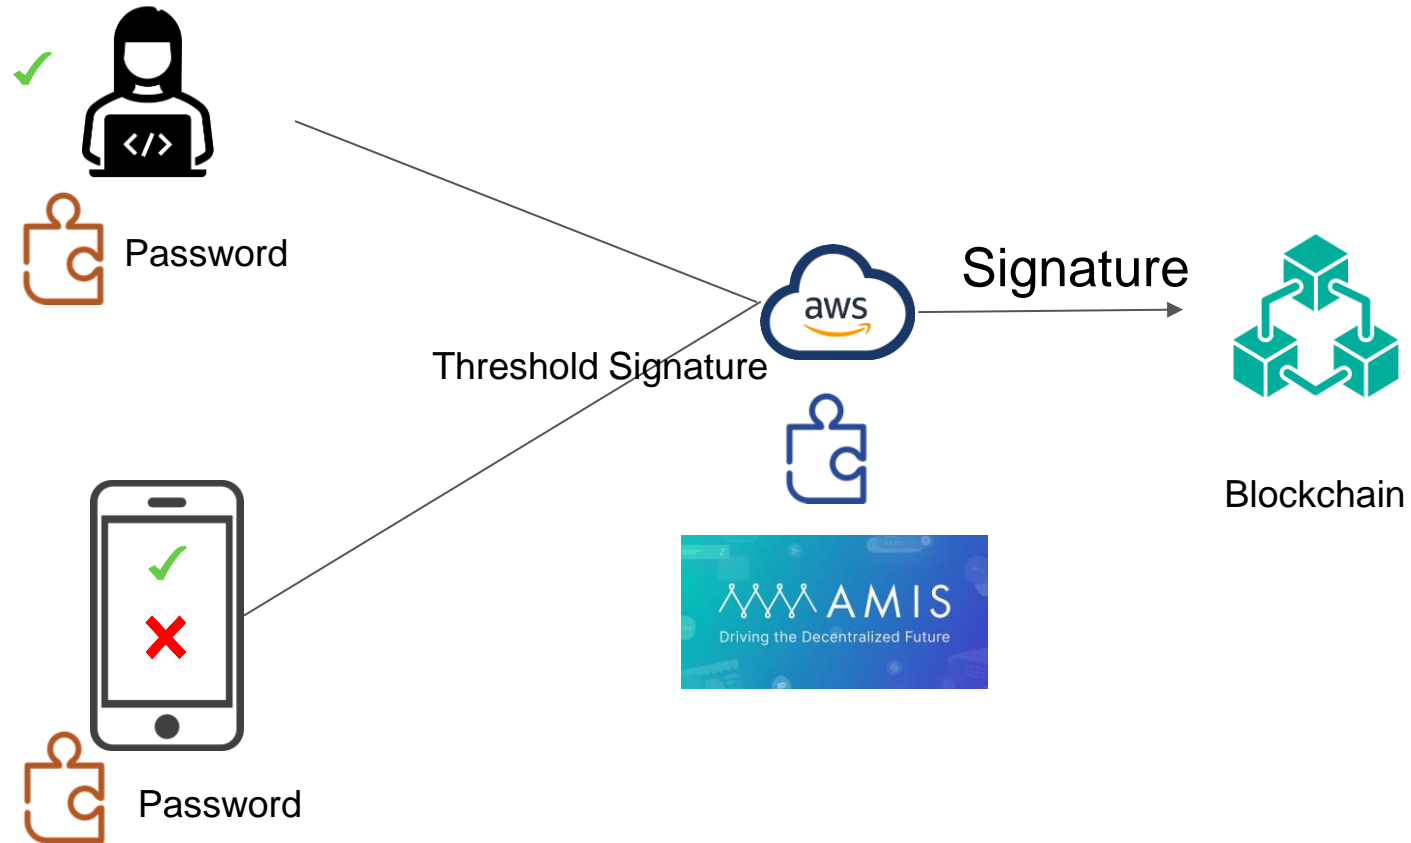 </>
Password
Threshold Signature
aws
Signature
Blockchain
AMIS
Driving the Decentralized Future
Password